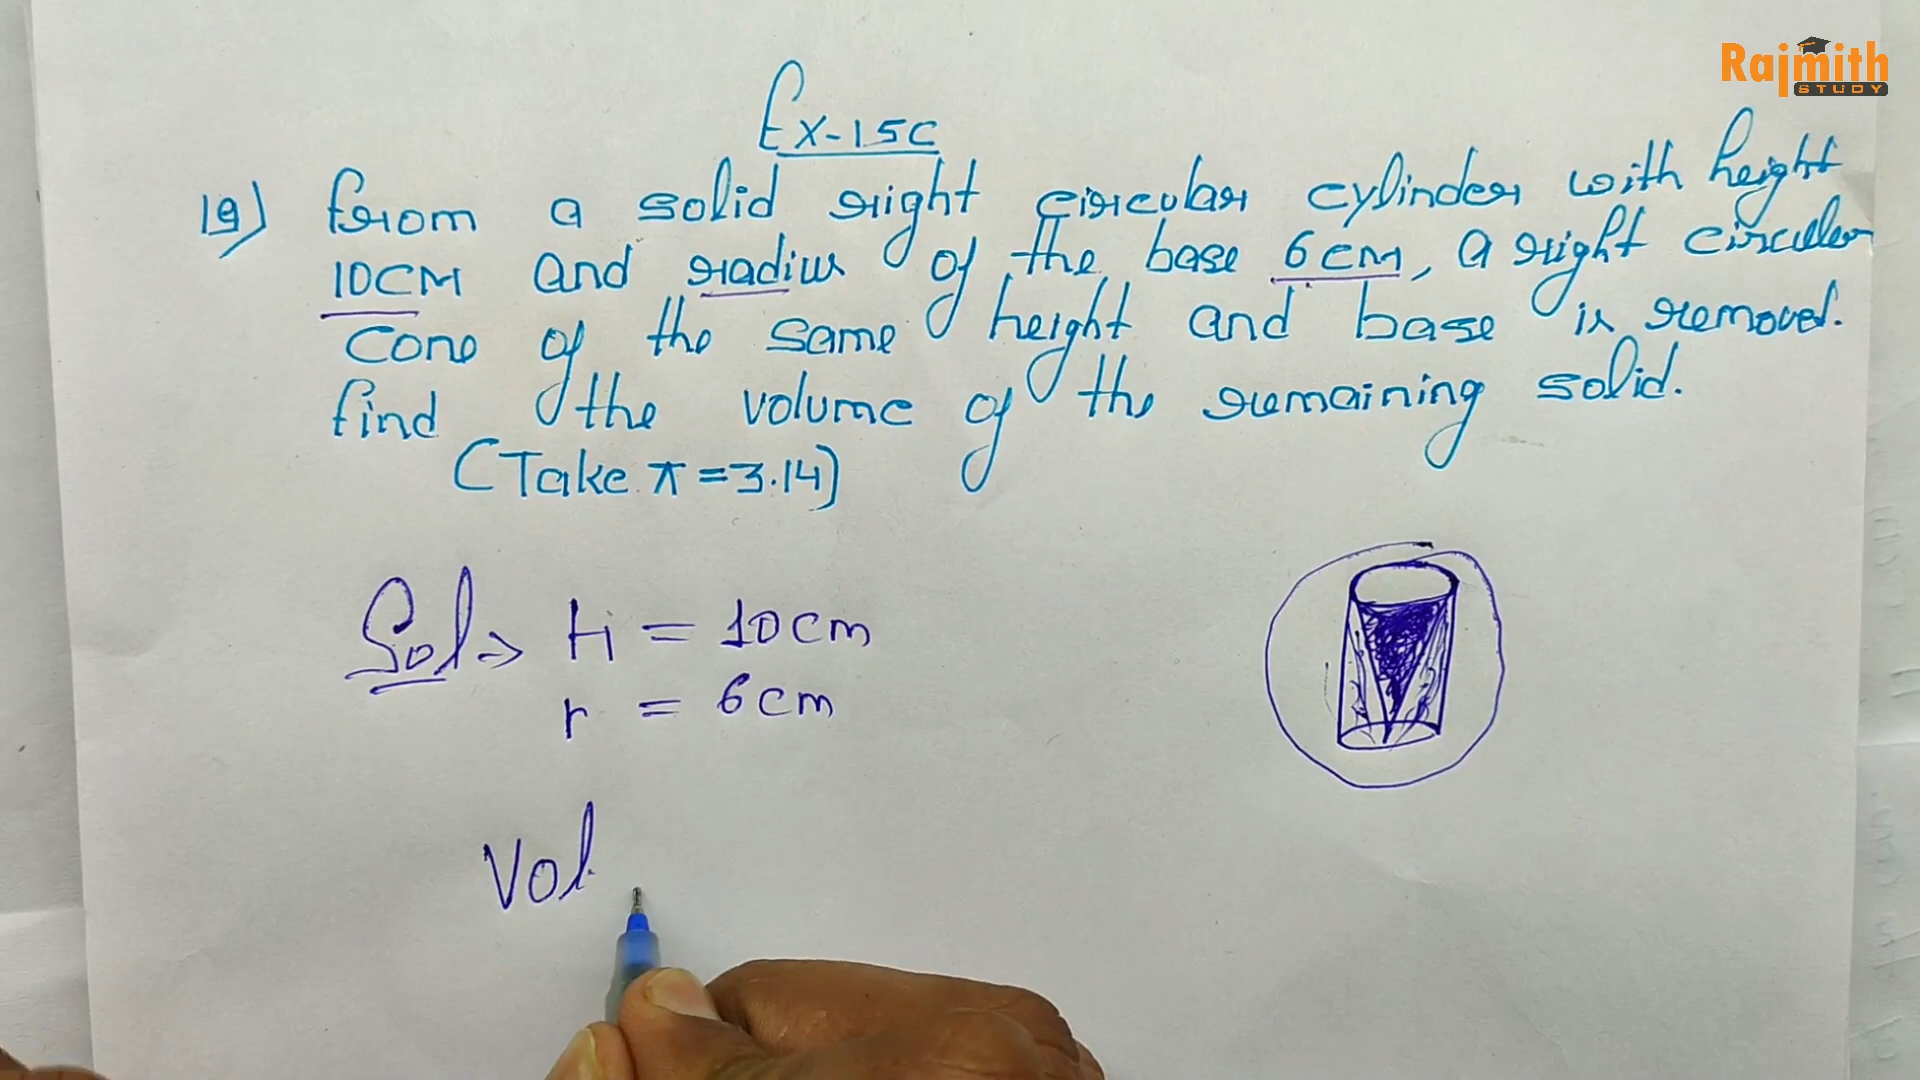 Rajmith
STUDY
Ex-15C
19) from a solid right circular cylinder with height
10CM and radius of the base 6cm, a right circular
cone of the same height and base is removed.
find the volume of the remaining solid.
(Take π=3.14)
Sol→ H = 10cm
r = 6cm
Vol.